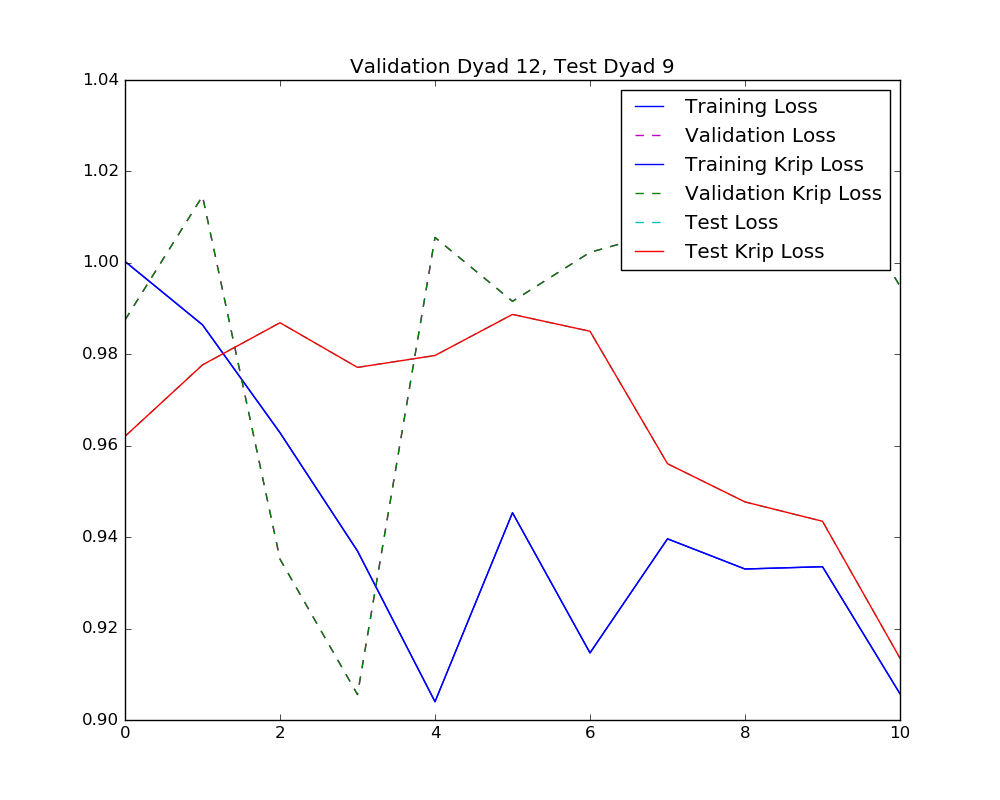 Validation Dyad 12, Test Dyad 9
1.04
1.02
1.00
0.98
0.96
0.94
0.92
0.90
0
2
4
6
8
10
Training Loss
Validation Loss
Training Krip Loss
Validation Krip Loss
Test Loss
Test Krip Loss